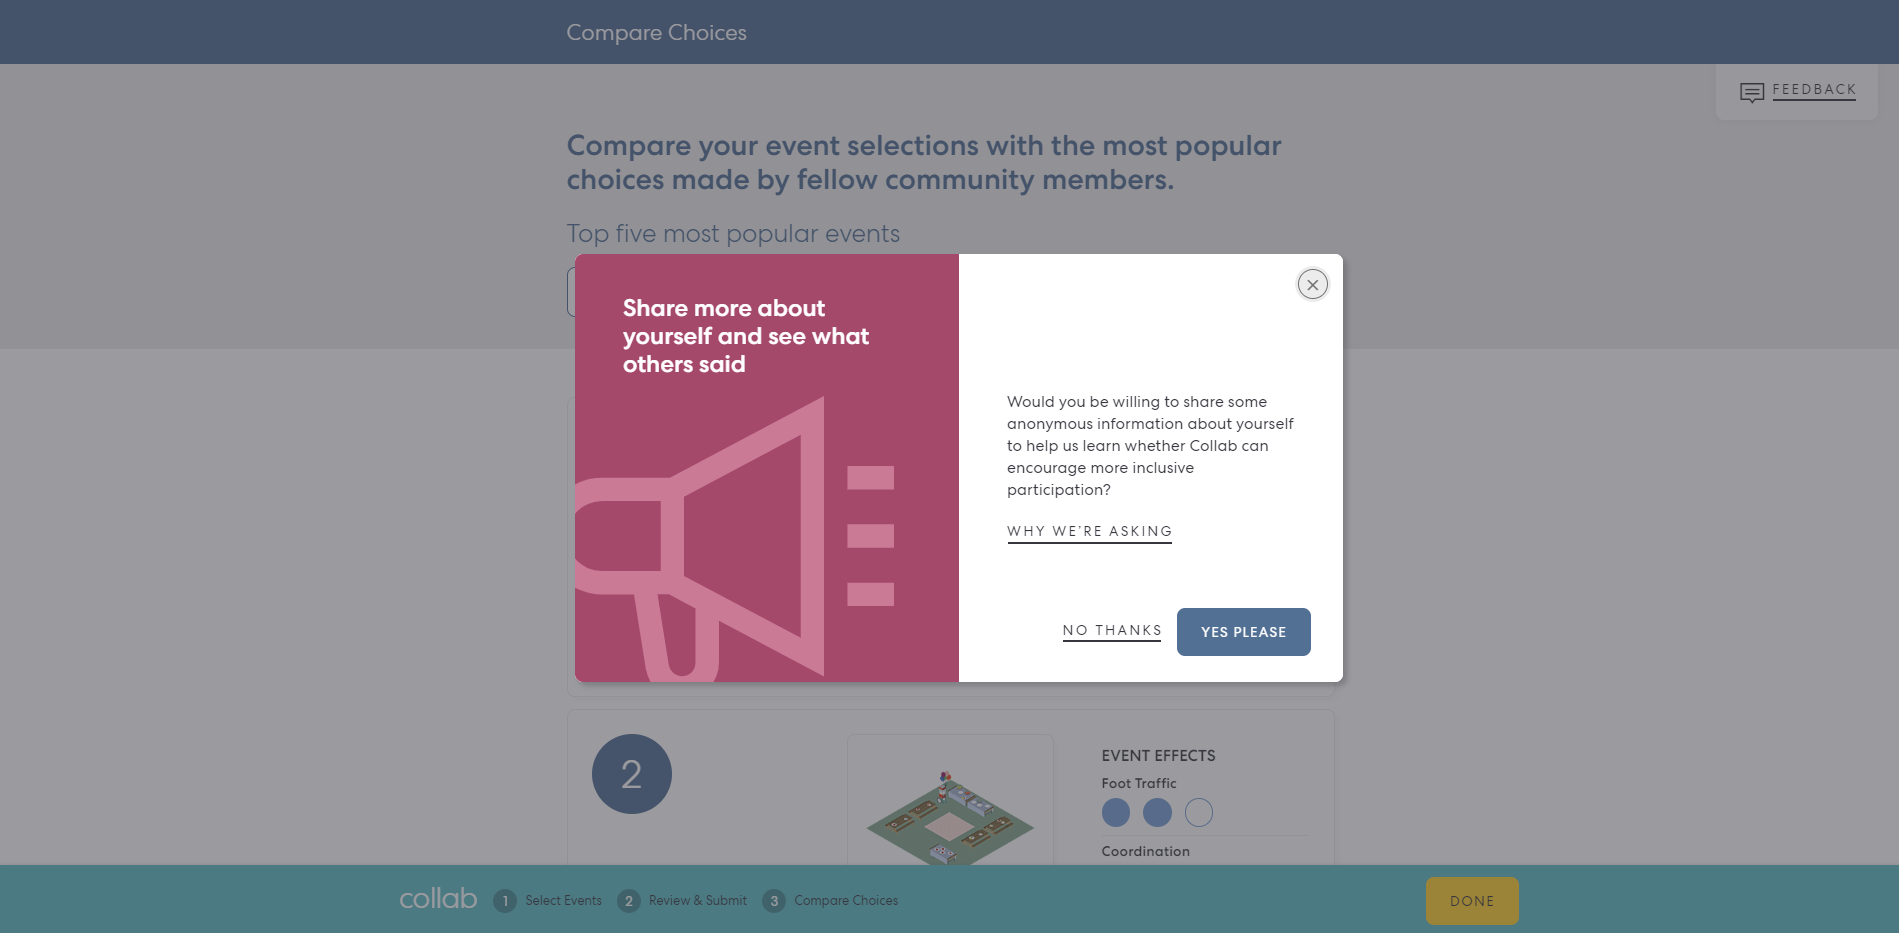 Compare Choices
FEEDBACK
Compare your event selections with the most popular
choices made by fellow community members.
Top five most popular events
Share more about
yourself and see what
others said
Would you be willing to share some
anonymous information about yourself
to help us learn whether Collab can
encourage more inclusive
participation?
WHY WE'RE ASKING
NO THANKS
YES PLEASE
2
EVENT EFFECTS
Foot Traffic
Coordination
collab
1 Select Events 2 Review & Submit 3 Compare Choices
DONE